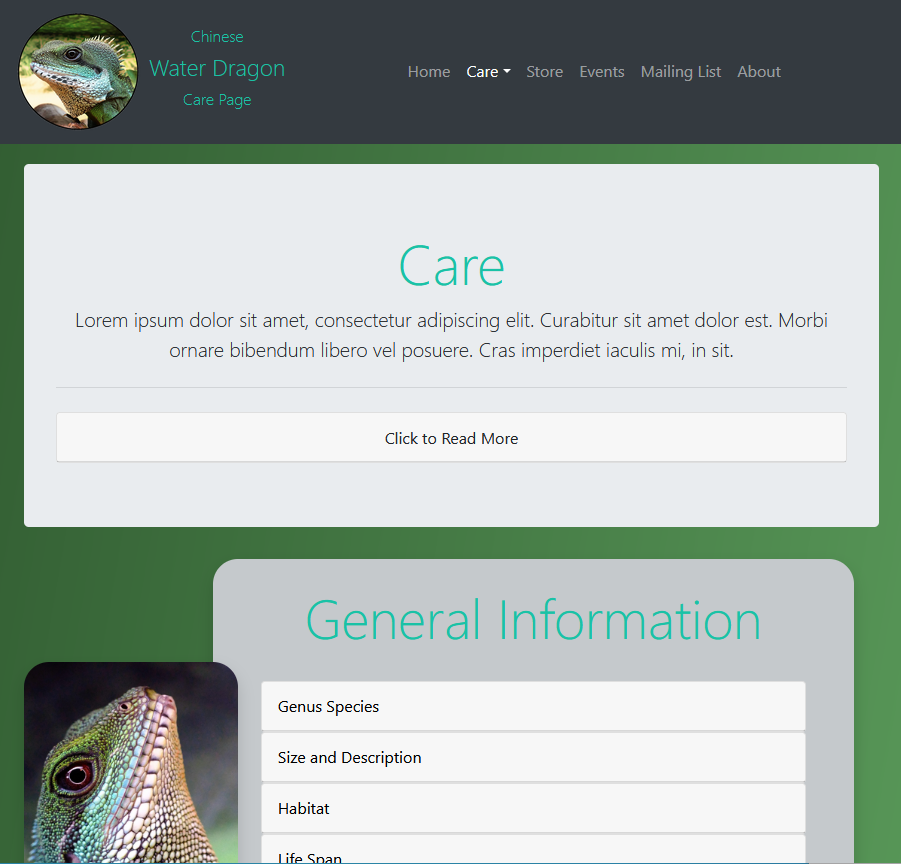 Chinese
Water Dragon
Care Page
Home Care Store Events Mailing List About
Care
Lorem ipsum dolor sit amet, consectetur adipiscing elit. Curabitur sit amet dolor est. Morbi
ornare bibendum libero vel posuere. Cras imperdiet iaculis mi, in sit.
Click to Read More
General Information
Genus Species
Size and Description
Habitat
Life Span